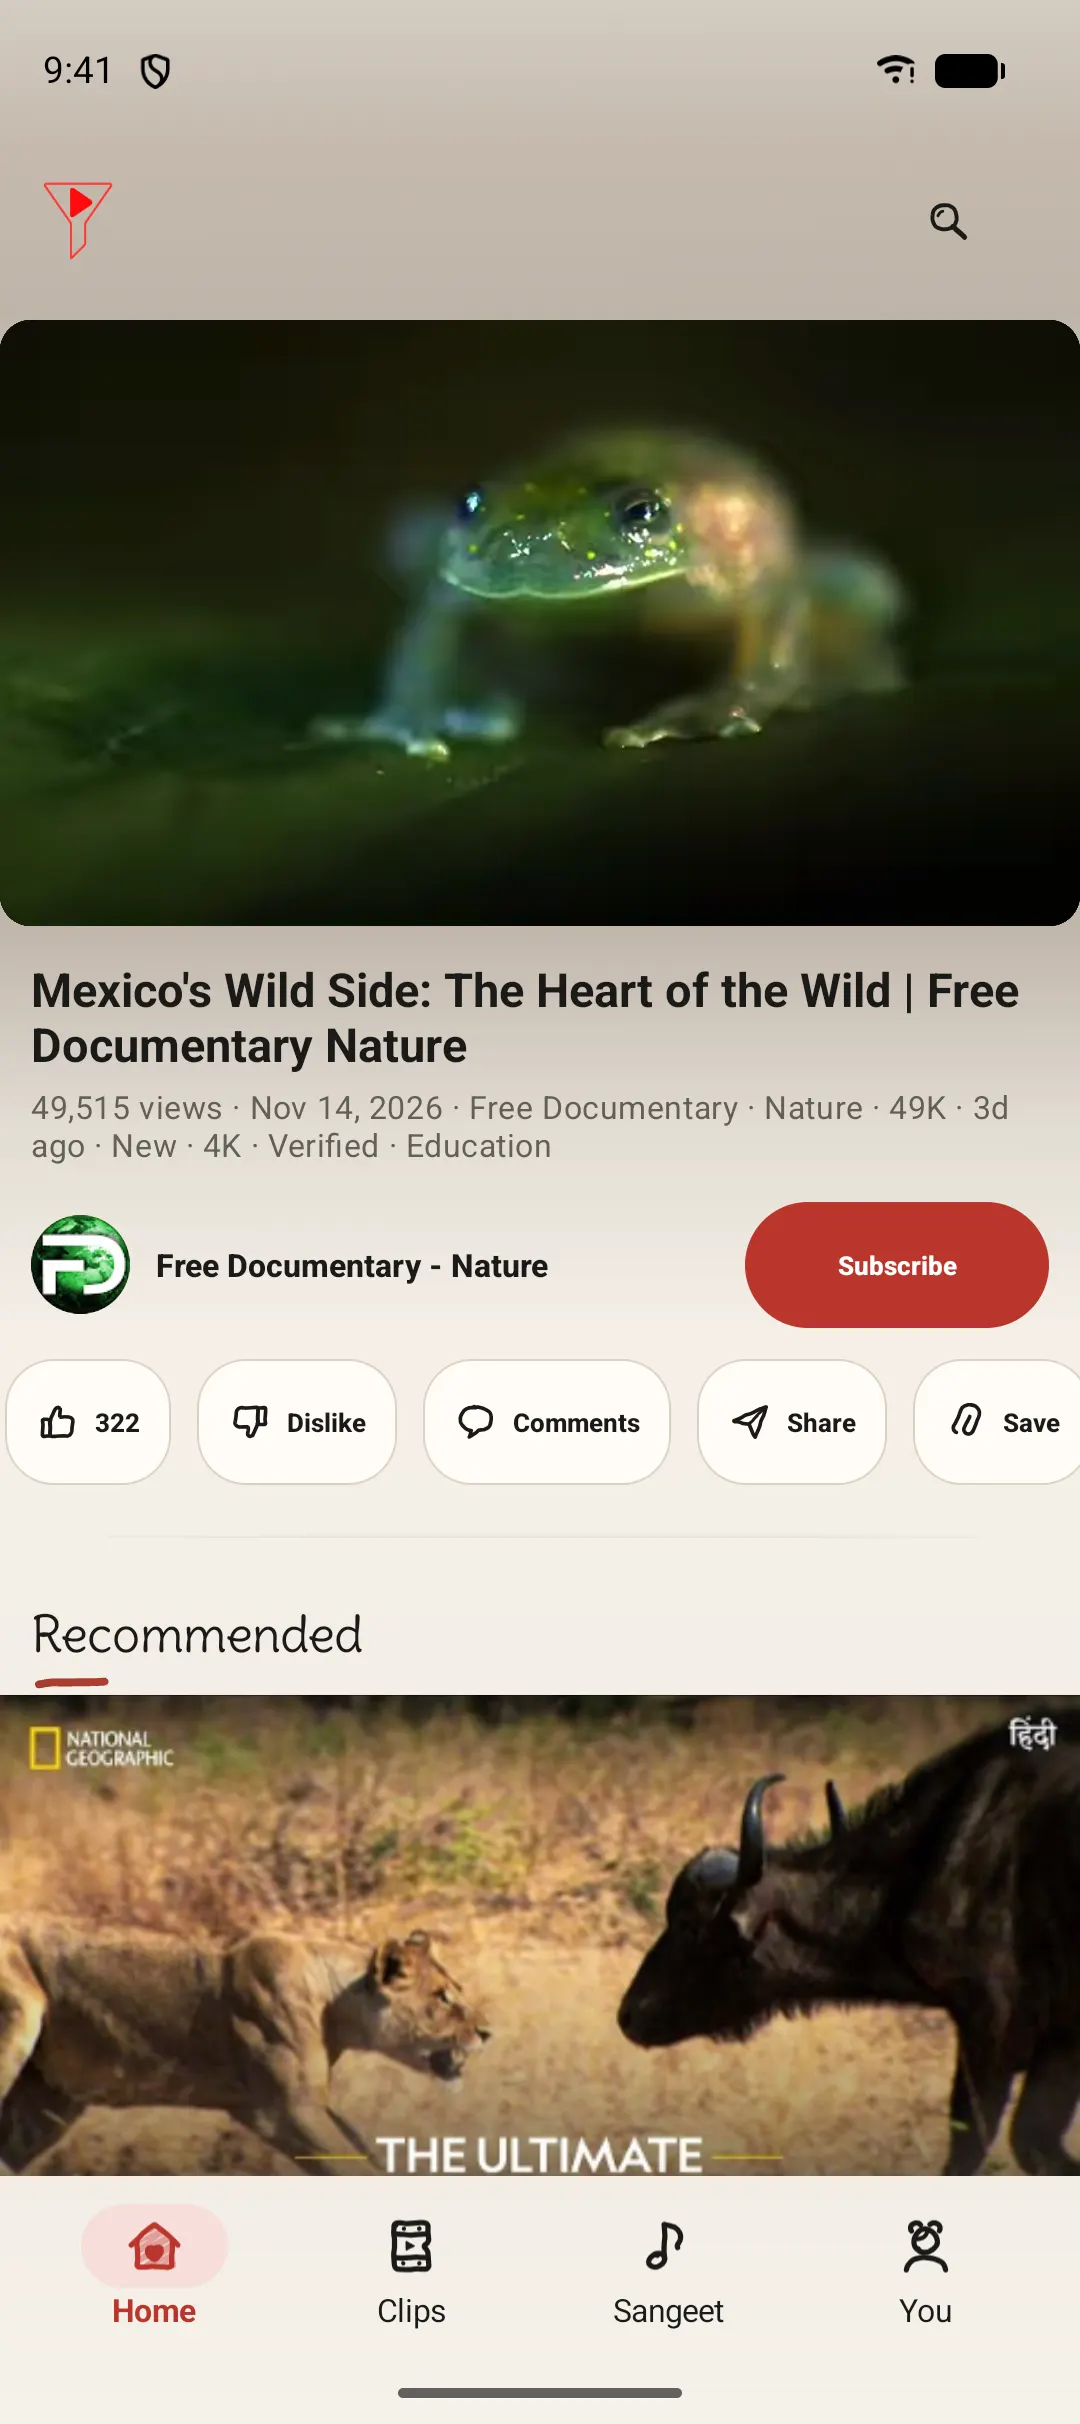 9:41
Mexico's Wild Side: The Heart of the Wild | Free
Documentary Nature
49,515 views · Nov 14, 2026 · Free Documentary · Nature · 49K · 3d
ago · New · 4K · Verified · Education
FD
Free Documentary - Nature
Subscribe
322
Dislike
Comments
Share
Save
Recommended
NATIONAL
GEOGRAPHIC
हिंदी
THE ULTIMATE
Home
Clips
Sangeet
You